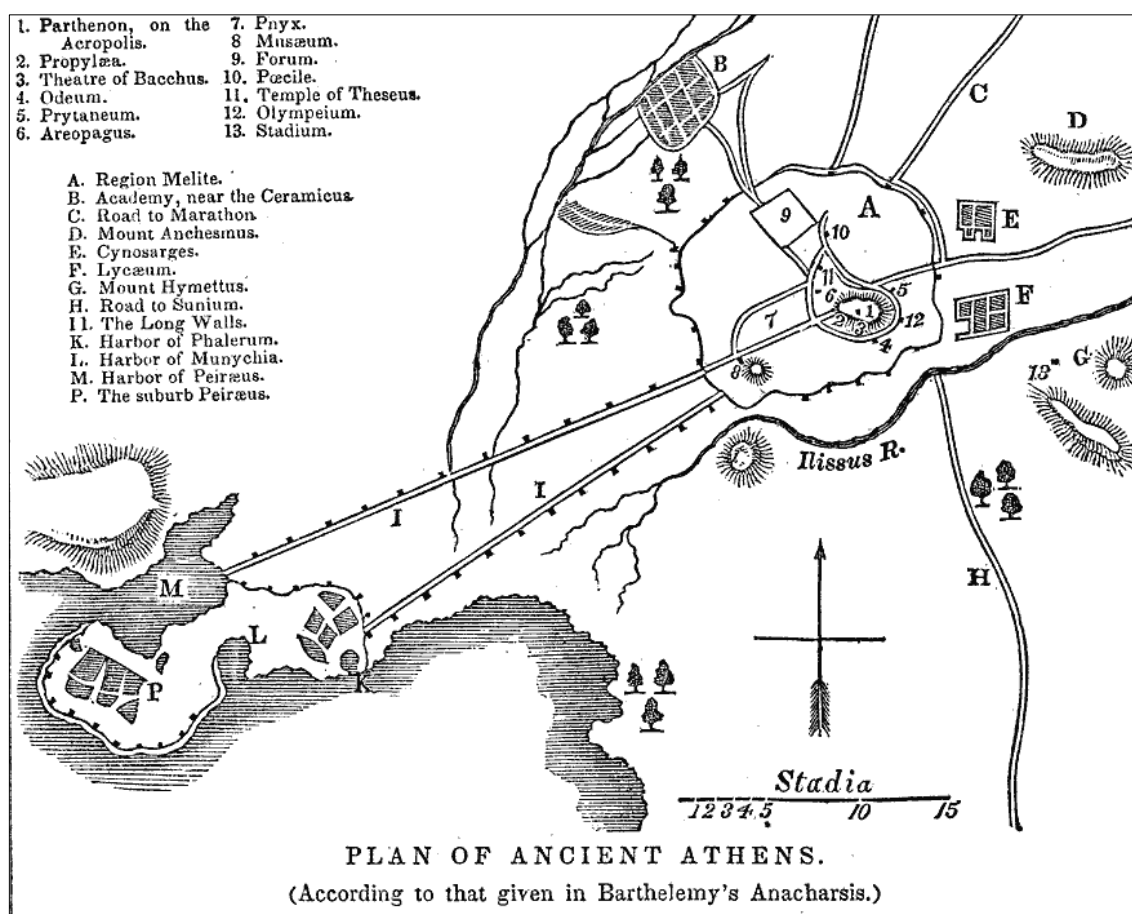 1. Parthenon, on the
Acropolis.
2. Propylæa.
3. Theatre of Bacchus.
4. Odeum.
5. Prytaneum.
6. Areopagus.
7. Pnyx.
8 Musæum.
9. Forum.
10. Pœcile.
11. Temple of Theseus.
12. Olympeium.
13. Stadium.
A. Region Melite.
B. Academy, near the Ceramicus.
C. Road to Marathon
D. Mount Anchesmus.
E. Cynosarges.
F. Lycæum.
G. Mount Hymettus.
H. Road to Sunium.
I I. The Long Walls.
K. Harbor of Phalerum.
L. Harbor of Munychia.
M. Harbor of Peiræus.
P. The suburb Peiræus.
B
C
D
A
E
9
10
11
6
5
1
2
3
12
4
7
8
F
G
13
Ilissus R.
I
I
H
M
L
K
P
Stadia
1 2 3 4 5 10 15
PLAN OF ANCIENT ATHENS.
(According to that given in Barthelemy's Anacharsis.)